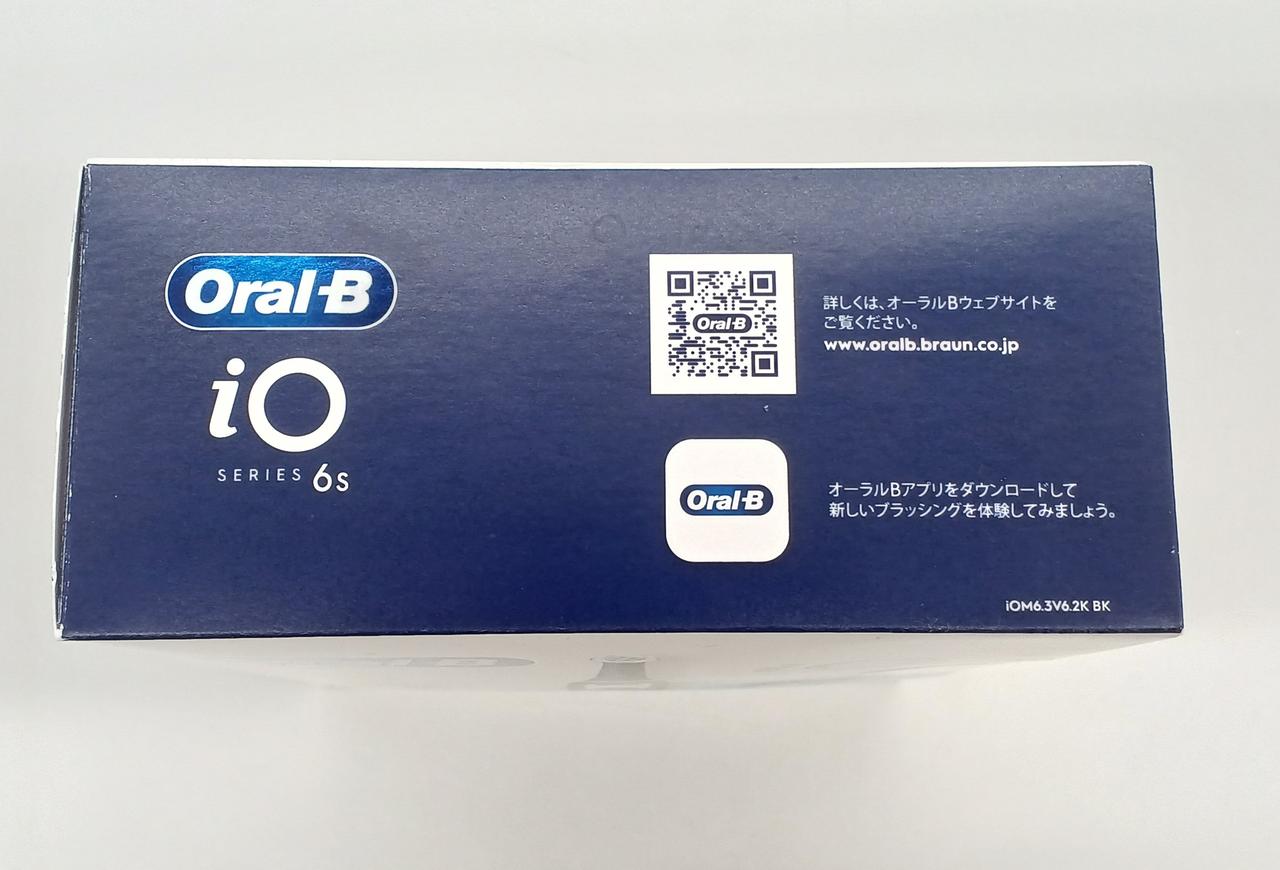 Oral-B
iO
SERIES 6s
Oral-B
詳しくは、オーラルBウェブサイトを
ご覧ください。
www.oralb.braun.co.jp
Oral-B
オーラルBアプリをダウンロードして
新しいブラッシングを体験してみましょう。
iOM6.3V6.2K BK